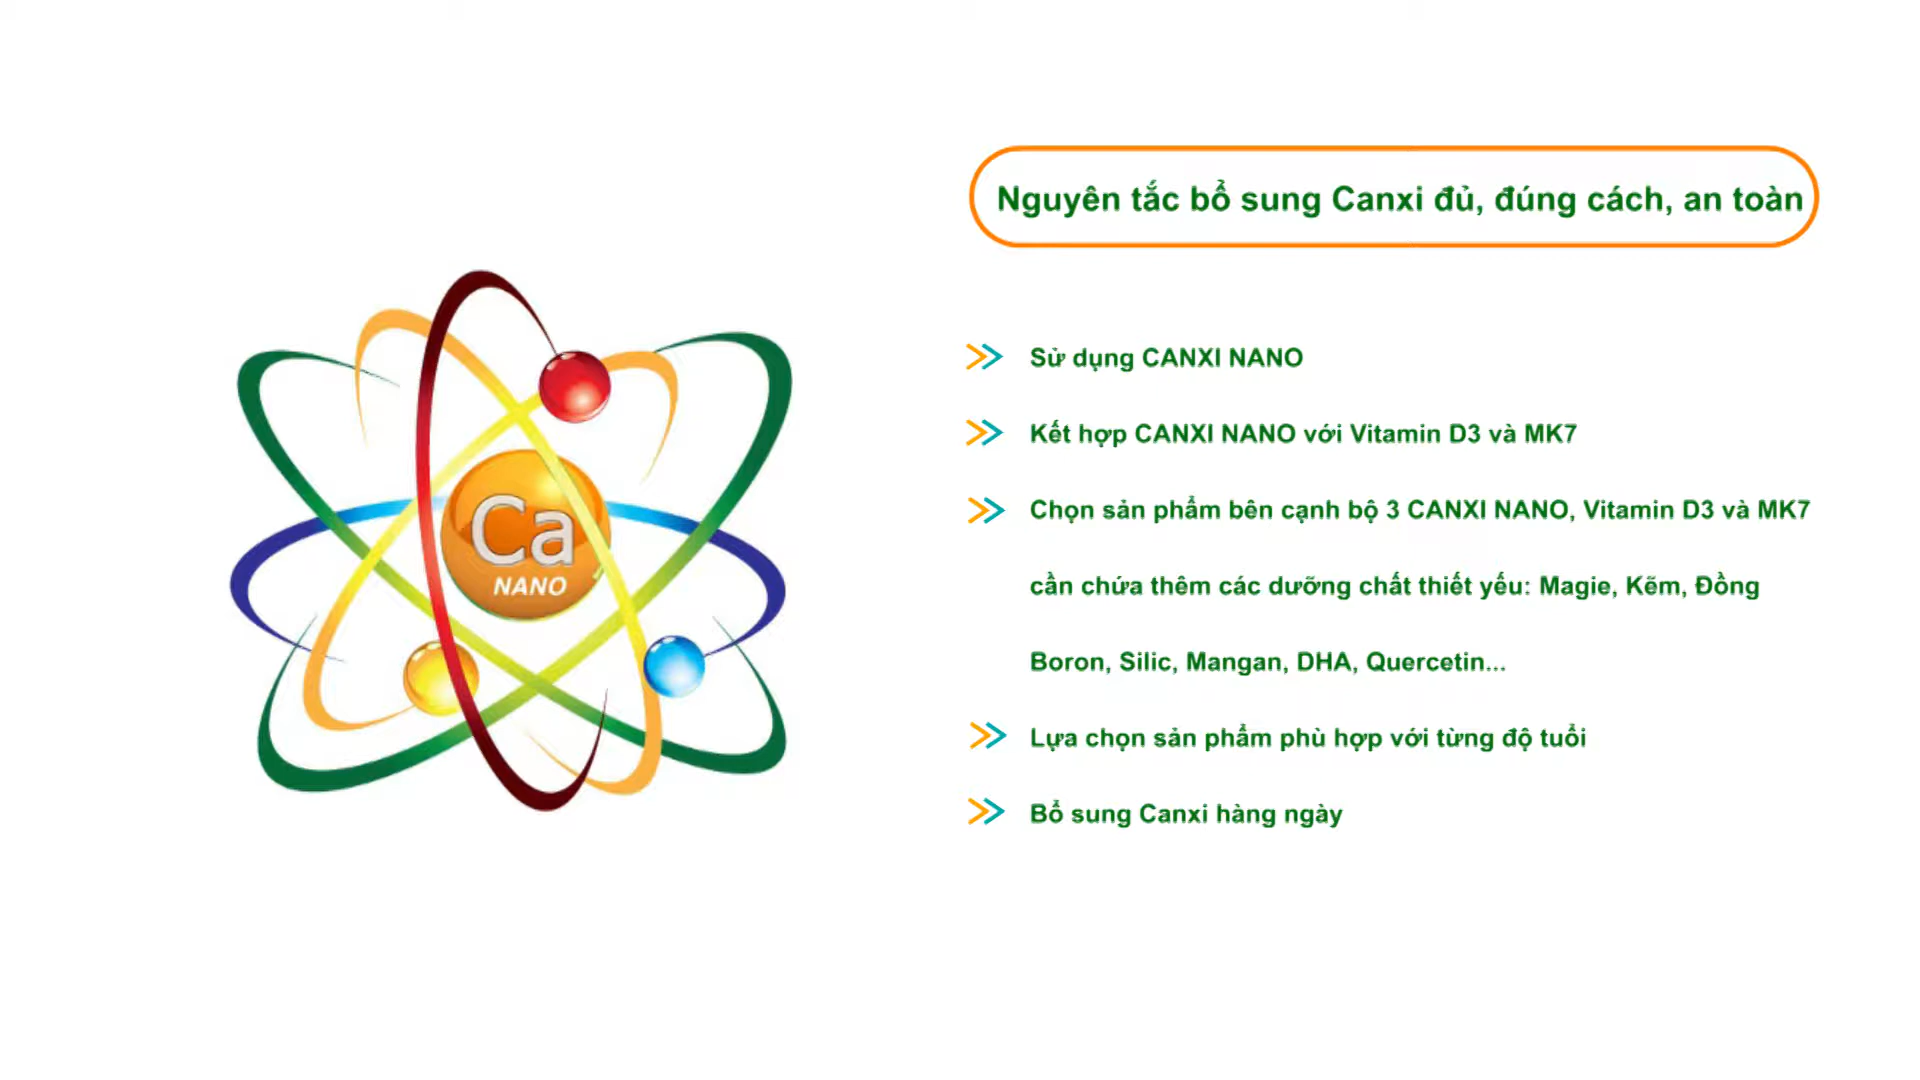 Nguyên tắc bổ sung Canxi đủ, đúng cách, an toàn
Ca
NANO
Sử dụng CANXI NANO
Kết hợp CANXI NANO với Vitamin D3 và MK7
Chọn sản phẩm bên cạnh bộ 3 CANXI NANO, Vitamin D3 và MK7
cần chứa thêm các dưỡng chất thiết yếu: Magie, Kẽm, Đồng
Boron, Silic, Mangan, DHA, Quercetin...
Lựa chọn sản phẩm phù hợp với từng độ tuổi
Bổ sung Canxi hàng ngày